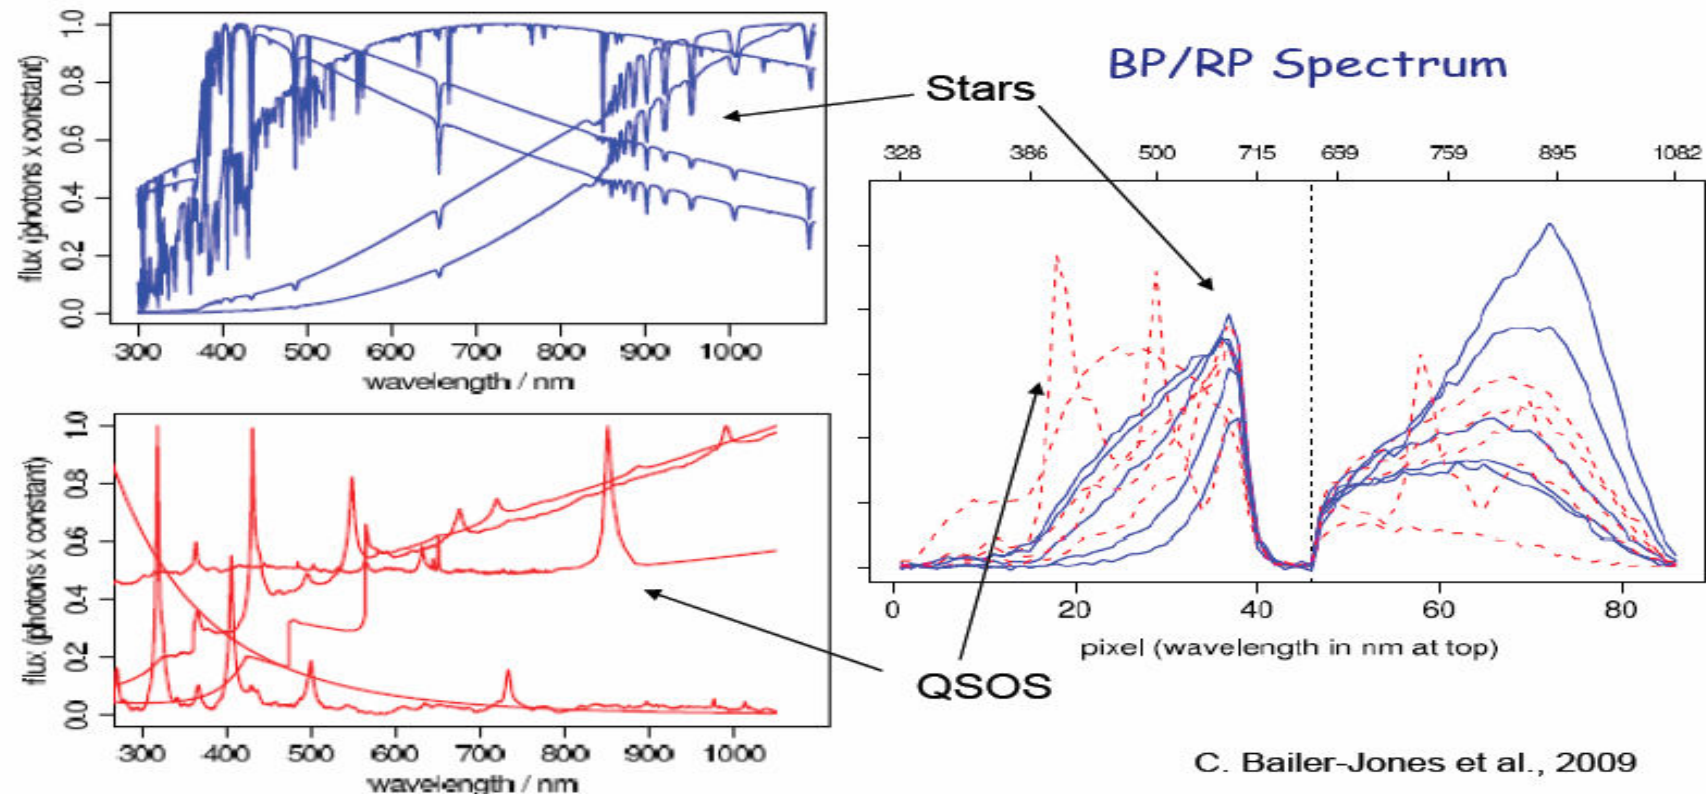 BP/RP Spectrum
Stars
QSOS
flux (photons x constant)
0.0 0.2 0.4 0.6 0.8 1.0
300 400 500 600 700 800 900 1000
wavelength / nm
flux (photons x constant)
0.0 0.2 0.4 0.6 0.8 1.0
300 400 500 600 700 800 900 1000
wavelength / nm
328 386 500 715 699 799 895 1082
0 20 40 60 80
pixel (wavelength in nm at top)
C. Bailer-Jones et al., 2009